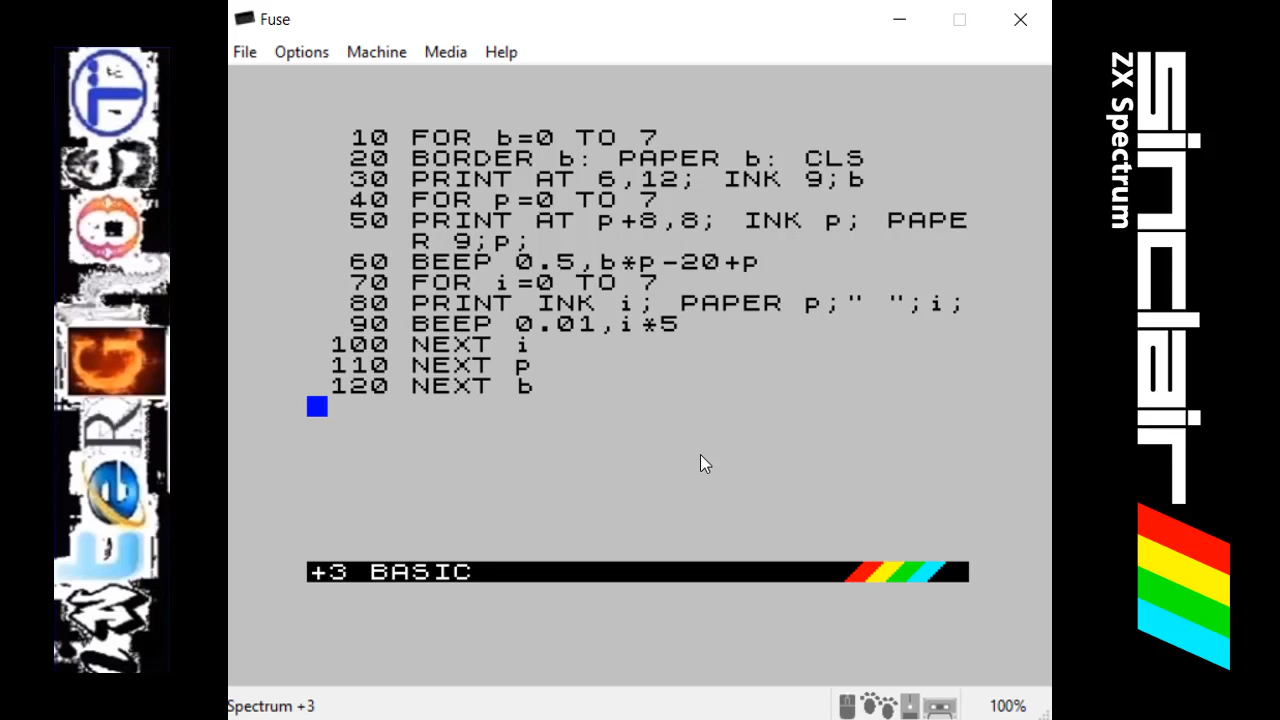 Fuse
File Options Machine Media Help
10 FOR b=0 TO 7
20 BORDER b: PAPER b: CLS
30 PRINT AT 6,12; INK 9;b
40 FOR p=0 TO 7
50 PRINT AT p+8,8; INK p; PAPE
R 9;p;
60 BEEP 0.5,b*p-20+p
70 FOR i=0 TO 7
80 PRINT INK i; PAPER p;" ";i;
90 BEEP 0.01,i*5
100 NEXT i
110 NEXT p
120 NEXT b
+3 BASIC
Spectrum +3
100%
sinclair
ZX Spectrum